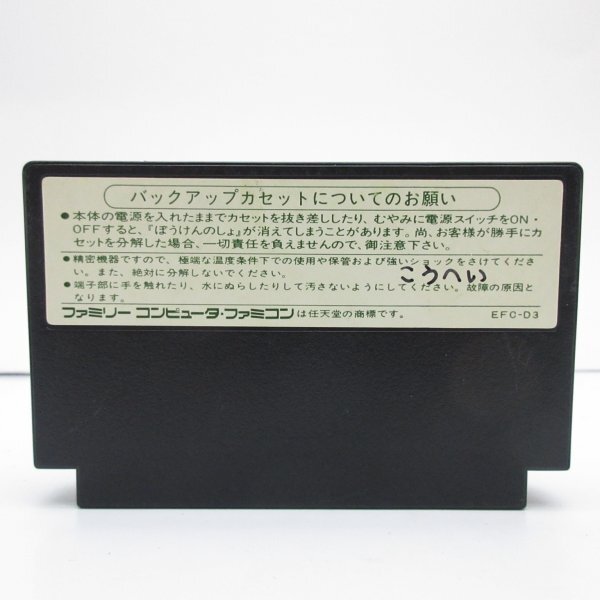 バックアップカセットについてのお願い
●本体の電源を入れたままでカセットを抜き差ししたり、むやみに電源スイッチをON・
OFFすると、『ぼうけんのしょ』が消えてしまうことがあります。尚、お客様が勝手にカ
セットを分解した場合、一切責任を負えませんので、御注意下さい。
●精密機器ですので、極端な温度条件下での使用や保管および強いショックをさけてくださ
い。また、絶対に分解しないでください。
こうへい
●端子部に手を触れたり、水にぬらしたりして汚さないようにしてください。故障の原因と
なります。
ファミリー コンピュータ・ファミコンは任天堂の商標です。 EFC-D3